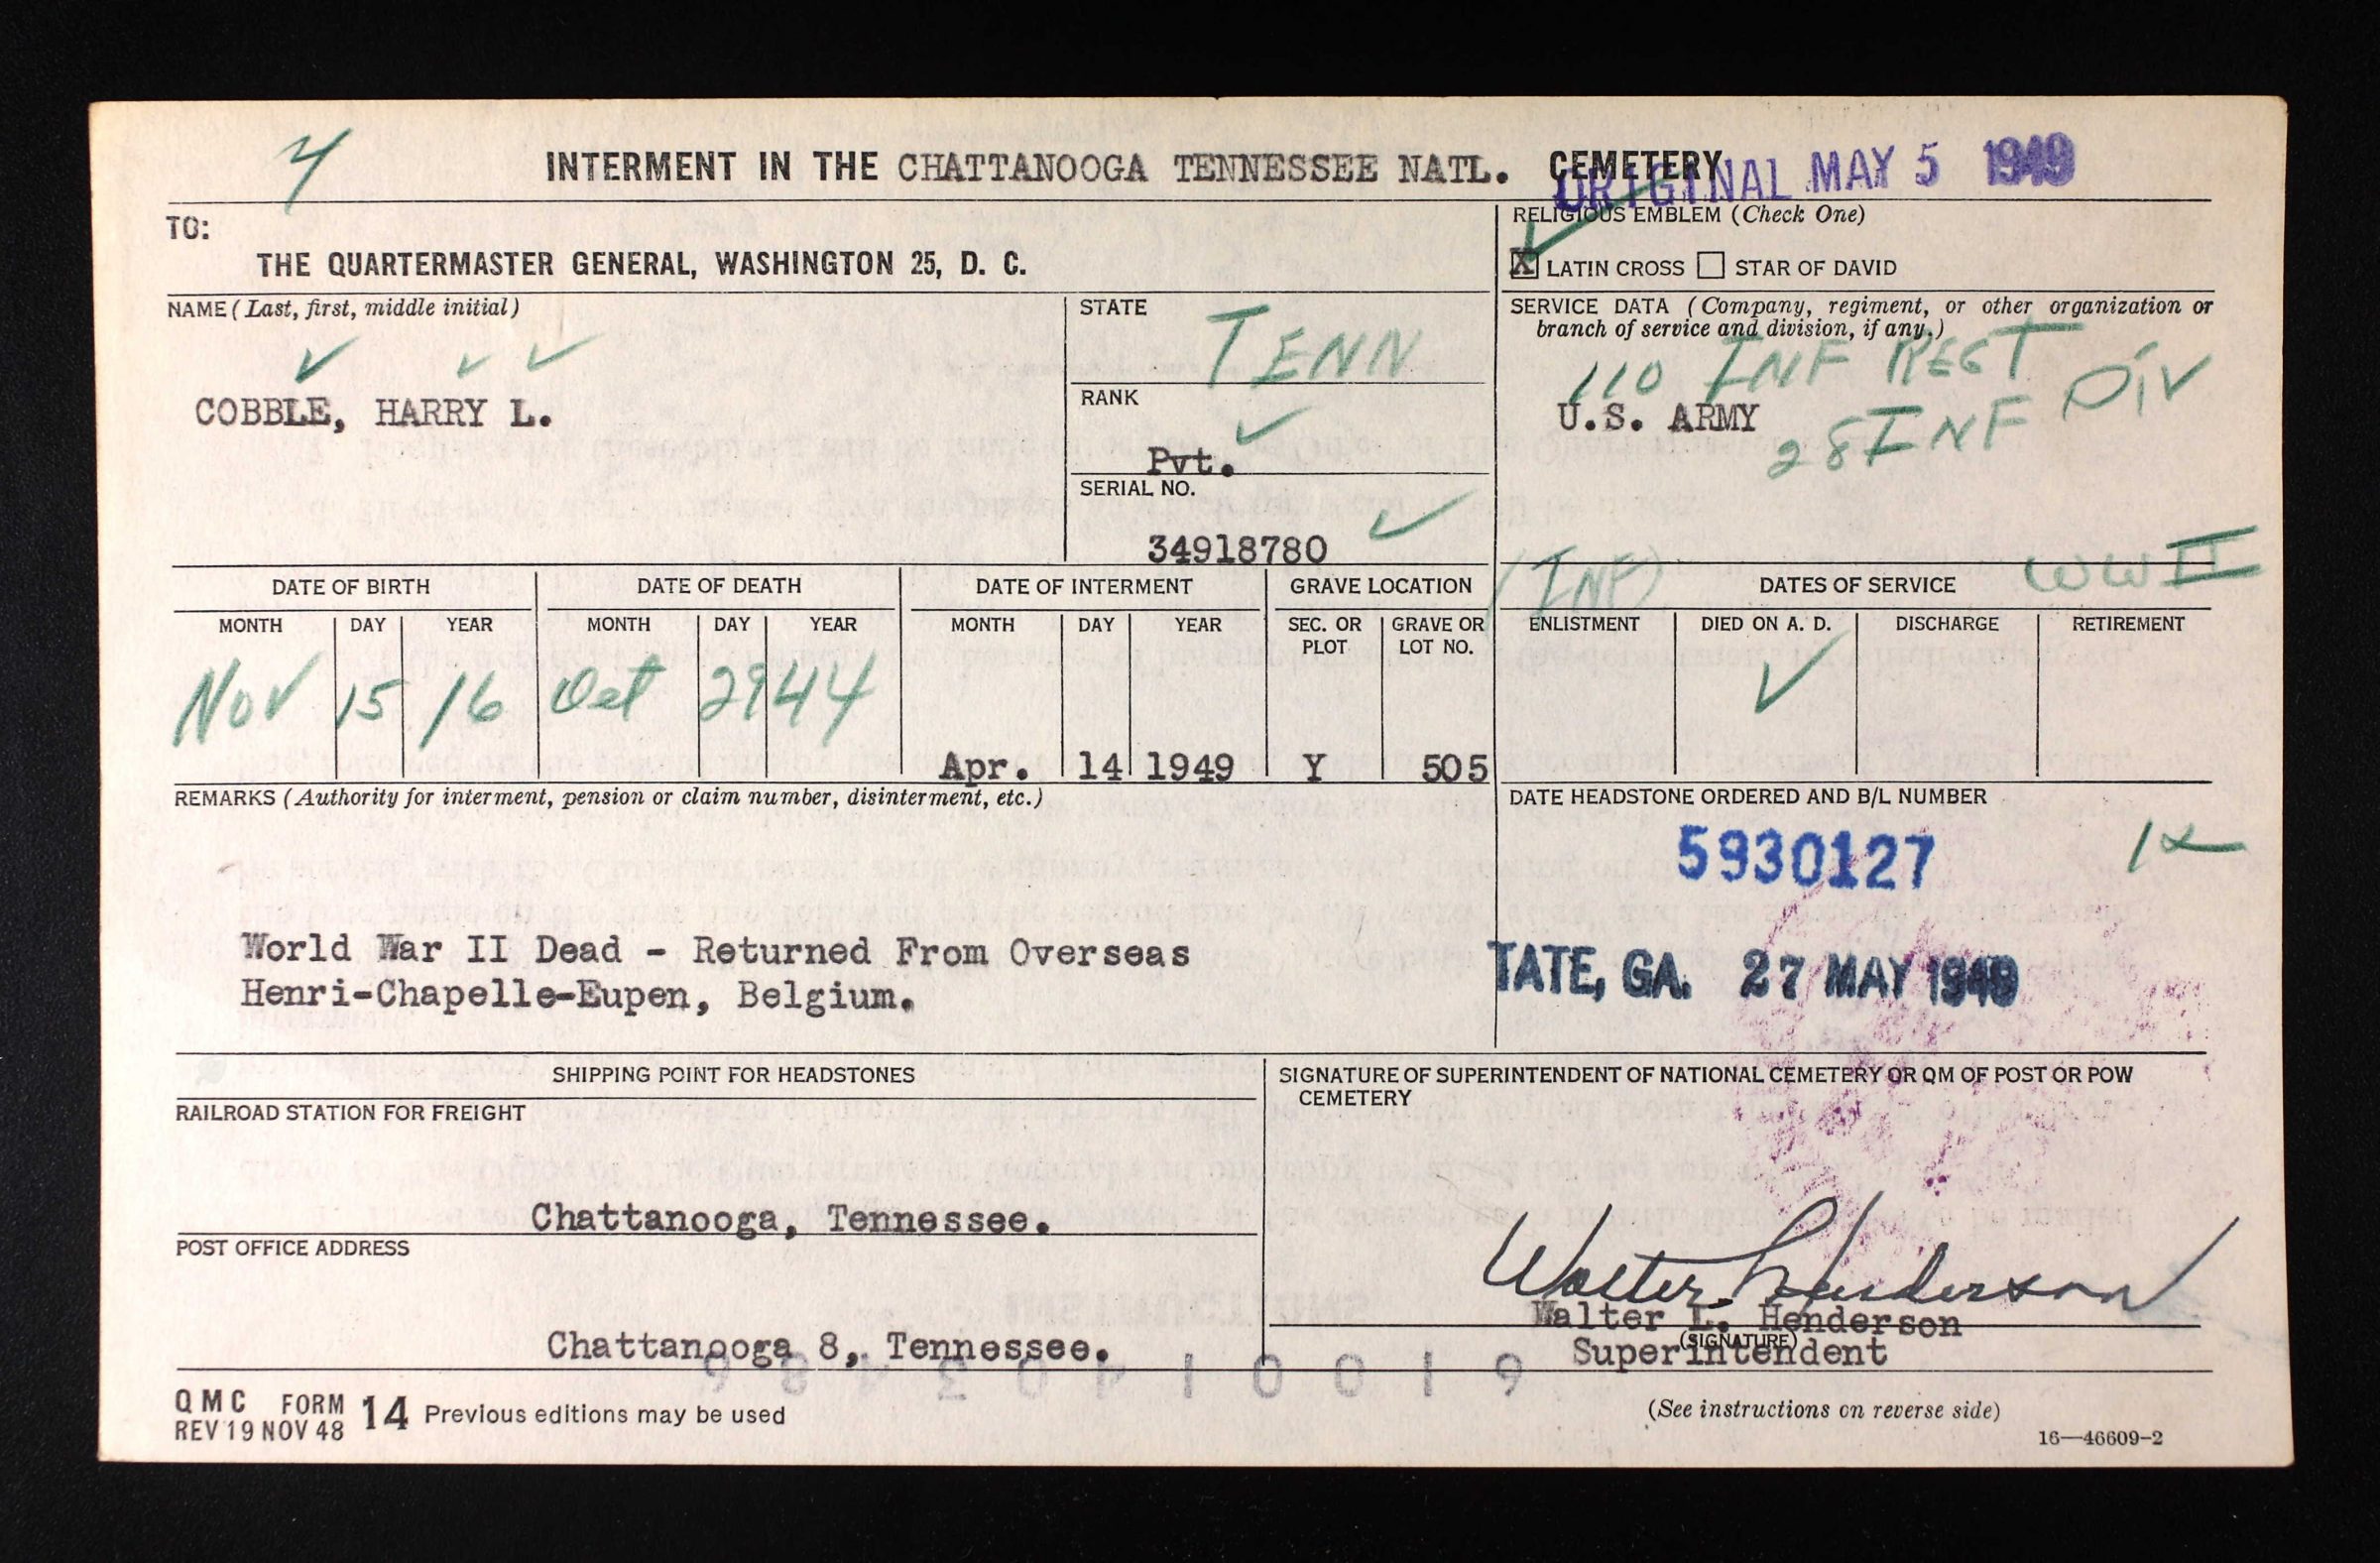 4
INTERMENT IN THE CHATTANOOGA TENNESSEE NATL. CEMETERY
ORIGINAL MAY 5 1949
TO:
THE QUARTERMASTER GENERAL, WASHINGTON 25, D. C.
RELIGIOUS EMBLEM (Check One)
X LATIN CROSS STAR OF DAVID
NAME (Last, first, middle initial)
COBBLE, HARRY L.
STATE
TENN
RANK
Pvt.
SERIAL NO.
34918780
SERVICE DATA (Company, regiment, or other organization or
branch of service and division, if any.)
110 INF REGT
U.S. ARMY
28 INF DIV
(INF)
WW II
DATE OF BIRTH
MONTH DAY YEAR
Nov 15 16
DATE OF DEATH
MONTH DAY YEAR
Oct 29 44
DATE OF INTERMENT
MONTH DAY YEAR
Apr. 14 1949
GRAVE LOCATION
SEC. OR PLOT
GRAVE OR LOT NO.
Y 505
DATES OF SERVICE
ENLISTMENT DIED ON A. D. DISCHARGE RETIREMENT
REMARKS (Authority for interment, pension or claim number, disinterment, etc.)
World War II Dead - Returned From Overseas
Henri-Chapelle-Eupen, Belgium.
DATE HEADSTONE ORDERED AND B/L NUMBER
5930127
TATE, GA. 27 MAY 1949
SHIPPING POINT FOR HEADSTONES
RAILROAD STATION FOR FREIGHT
Chattanooga, Tennessee.
POST OFFICE ADDRESS
Chattanooga 8, Tennessee.
SIGNATURE OF SUPERINTENDENT OF NATIONAL CEMETERY OR QM OF POST OR POW
CEMETERY
Walter L. Henderson
Walter L. Henderson
(SIGNATURE)
Superintendent
QMC FORM 14 Previous editions may be used
REV 19 NOV 48
(See instructions on reverse side)
16—46609-2